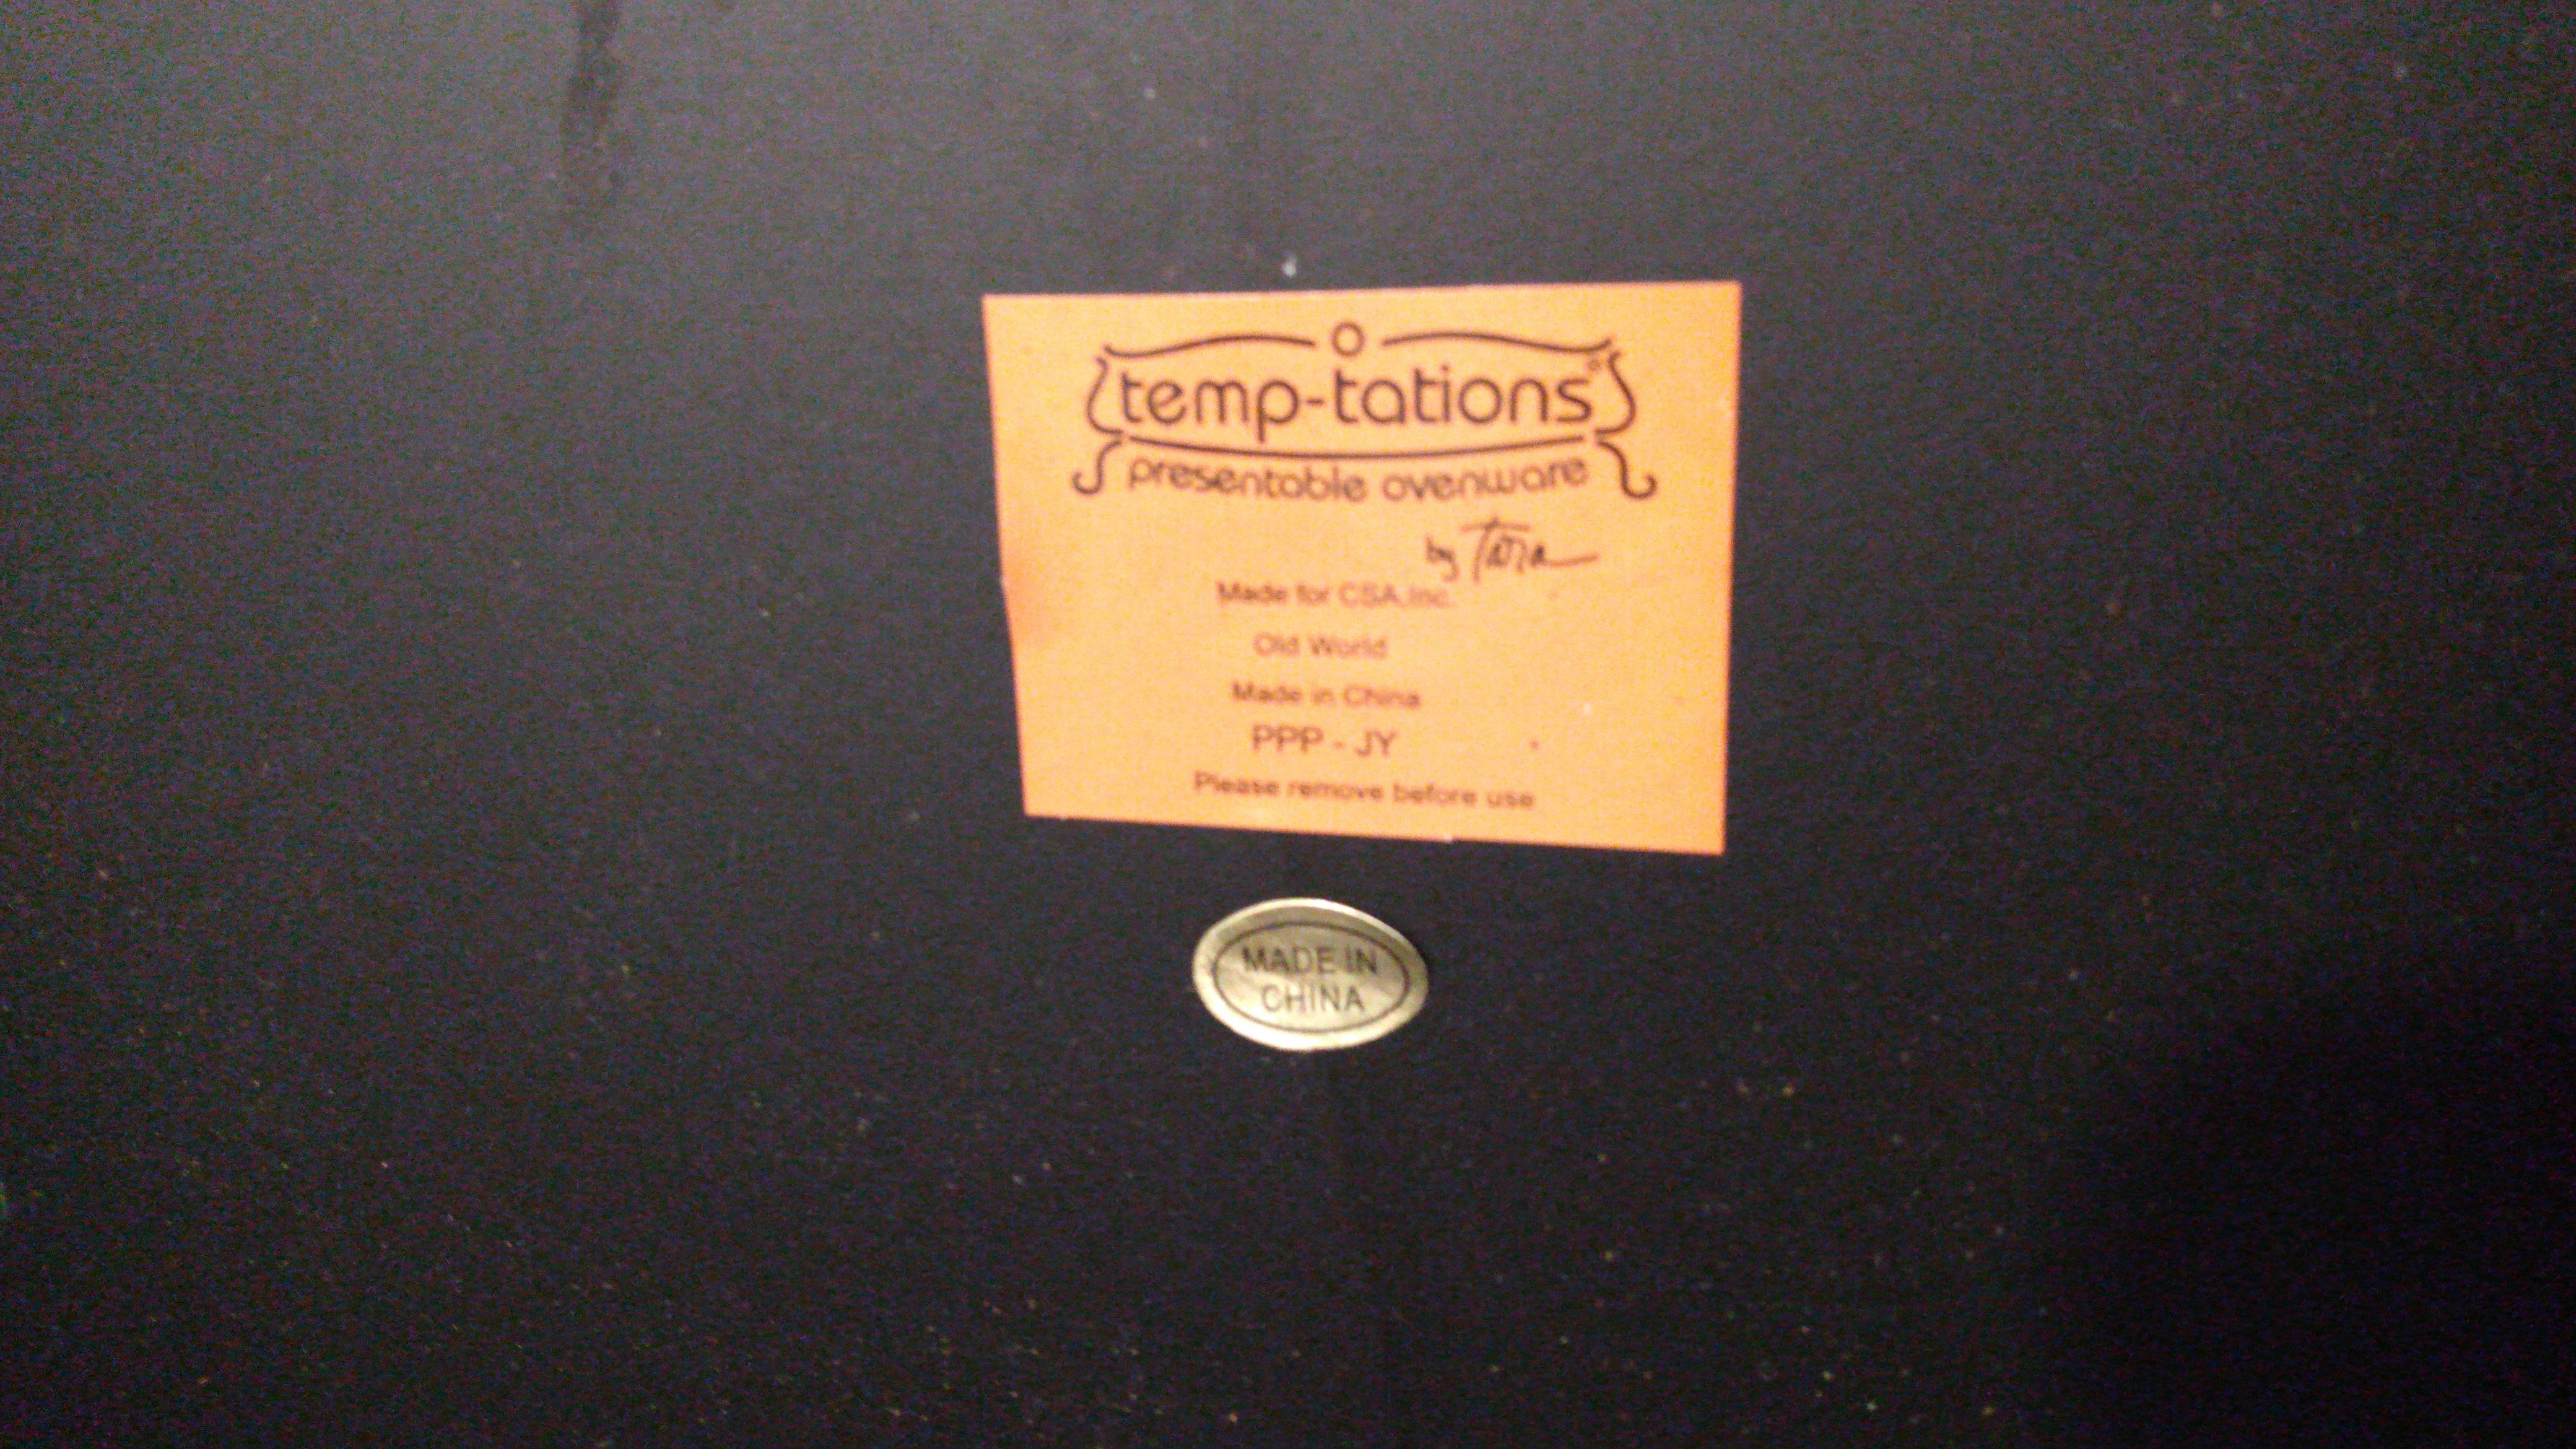 temp-tations®
presentable ovenware
by Tara
Made for CSA, Inc.
Old World
Made in China
PPP - JY
Please remove before use
MADE IN
CHINA